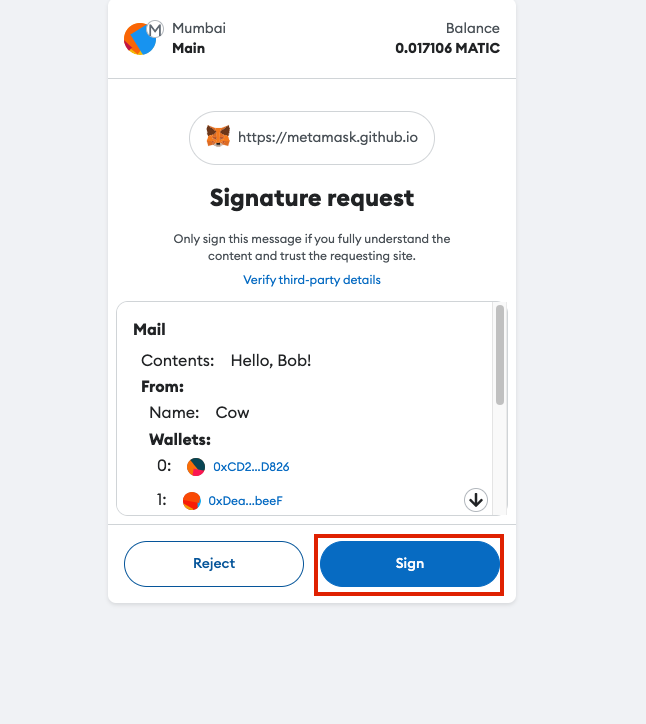 M
Mumbai
Main
Balance
0.017106 MATIC
https://metamask.github.io
Signature request
Only sign this message if you fully understand the
content and trust the requesting site.
Verify third-party details
Mail
Contents: Hello, Bob!
From:
Name: Cow
Wallets:
0: 0xCD2...D826
1: 0xDea...beeF
Reject
Sign